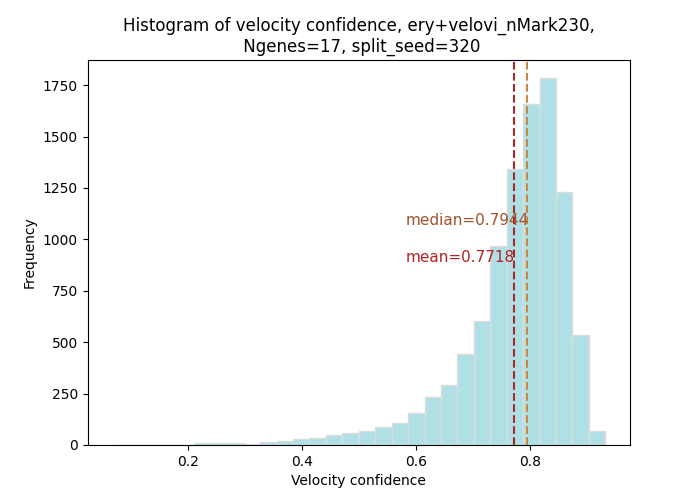 Histogram of velocity confidence, ery+velovi_nMark230,
Ngenes=17, split_seed=320
1750
1500
1250
1000
750
500
250
0
Frequency
median=0.7944
mean=0.7718
0.2 0.4 0.6 0.8
Velocity confidence